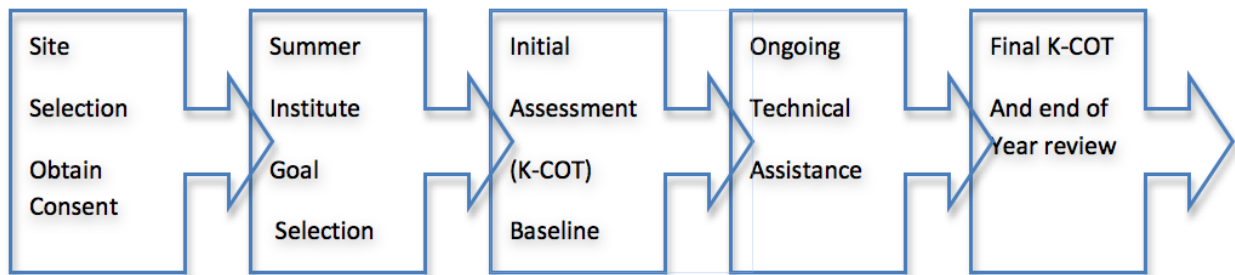 Site
Selection
Obtain
Consent
Summer
Institute
Goal
Selection
Initial
Assessment
(K-COT)
Baseline
Ongoing
Technical
Assistance
Final K-COT
And end of
Year review